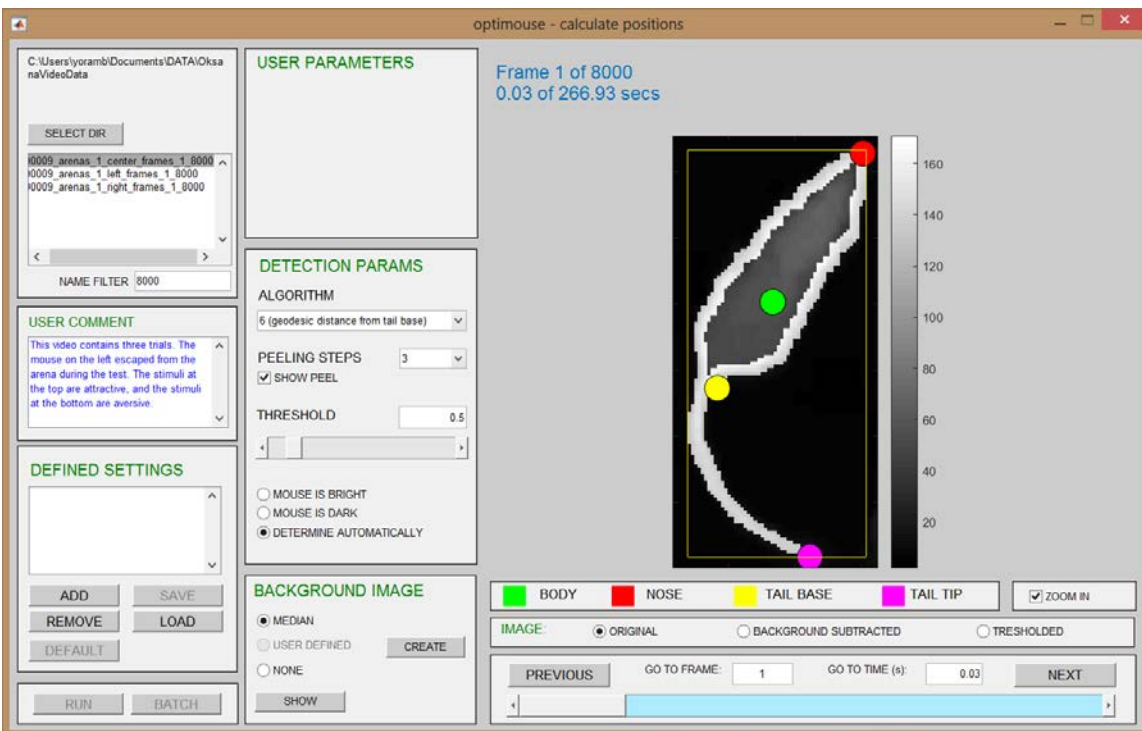 optimouse - calculate positions
C:\Users\yoramb\Documents\DATA\Oksa
naVideoData
SELECT DIR
0009_arenas_1_center_frames_1_8000
0009_arenas_1_left_frames_1_8000
0009_arenas_1_right_frames_1_8000
NAME FILTER 8000
USER COMMENT
This video contains three trials. The
mouse on the left escaped from the
arena during the test. The stimuli at
the top are attractive, and the stimuli
at the bottom are aversive.
DEFINED SETTINGS
ADD SAVE
REMOVE LOAD
DEFAULT
RUN BATCH
USER PARAMETERS
DETECTION PARAMS
ALGORITHM
6 (geodesic distance from tail base)
PEELING STEPS 3
SHOW PEEL
THRESHOLD 0.5
MOUSE IS BRIGHT
MOUSE IS DARK
DETERMINE AUTOMATICALLY
BACKGROUND IMAGE
MEDIAN
USER DEFINED CREATE
NONE
SHOW
Frame 1 of 8000
0.03 of 266.93 secs
160
140
120
100
80
60
40
20
BODY NOSE TAIL BASE TAIL TIP ZOOM IN
IMAGE: ORIGINAL BACKGROUND SUBTRACTED TRESHOLDED
PREVIOUS GO TO FRAME: 1 GO TO TIME (s): 0.03 NEXT